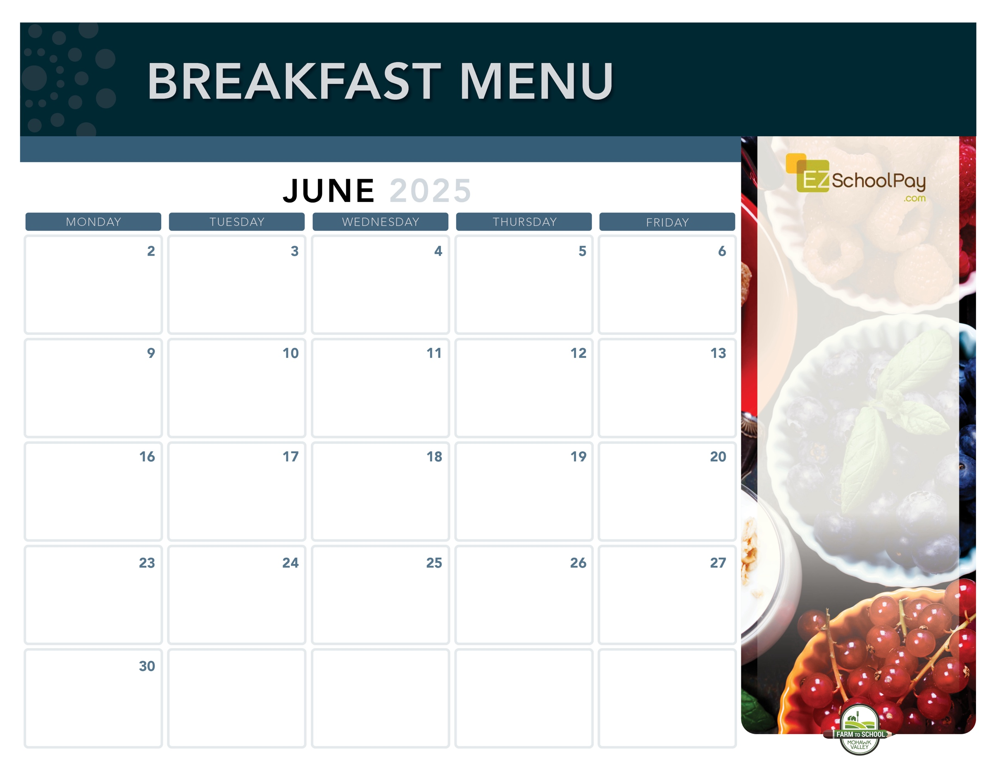 BREAKFAST MENU
EZSchoolPay
.com
JUNE 2025
MONDAY TUESDAY WEDNESDAY THURSDAY FRIDAY
2 3 4 5 6
9 10 11 12 13
16 17 18 19 20
23 24 25 26 27
30
FARM TO SCHOOL
MOHAWK
VALLEY